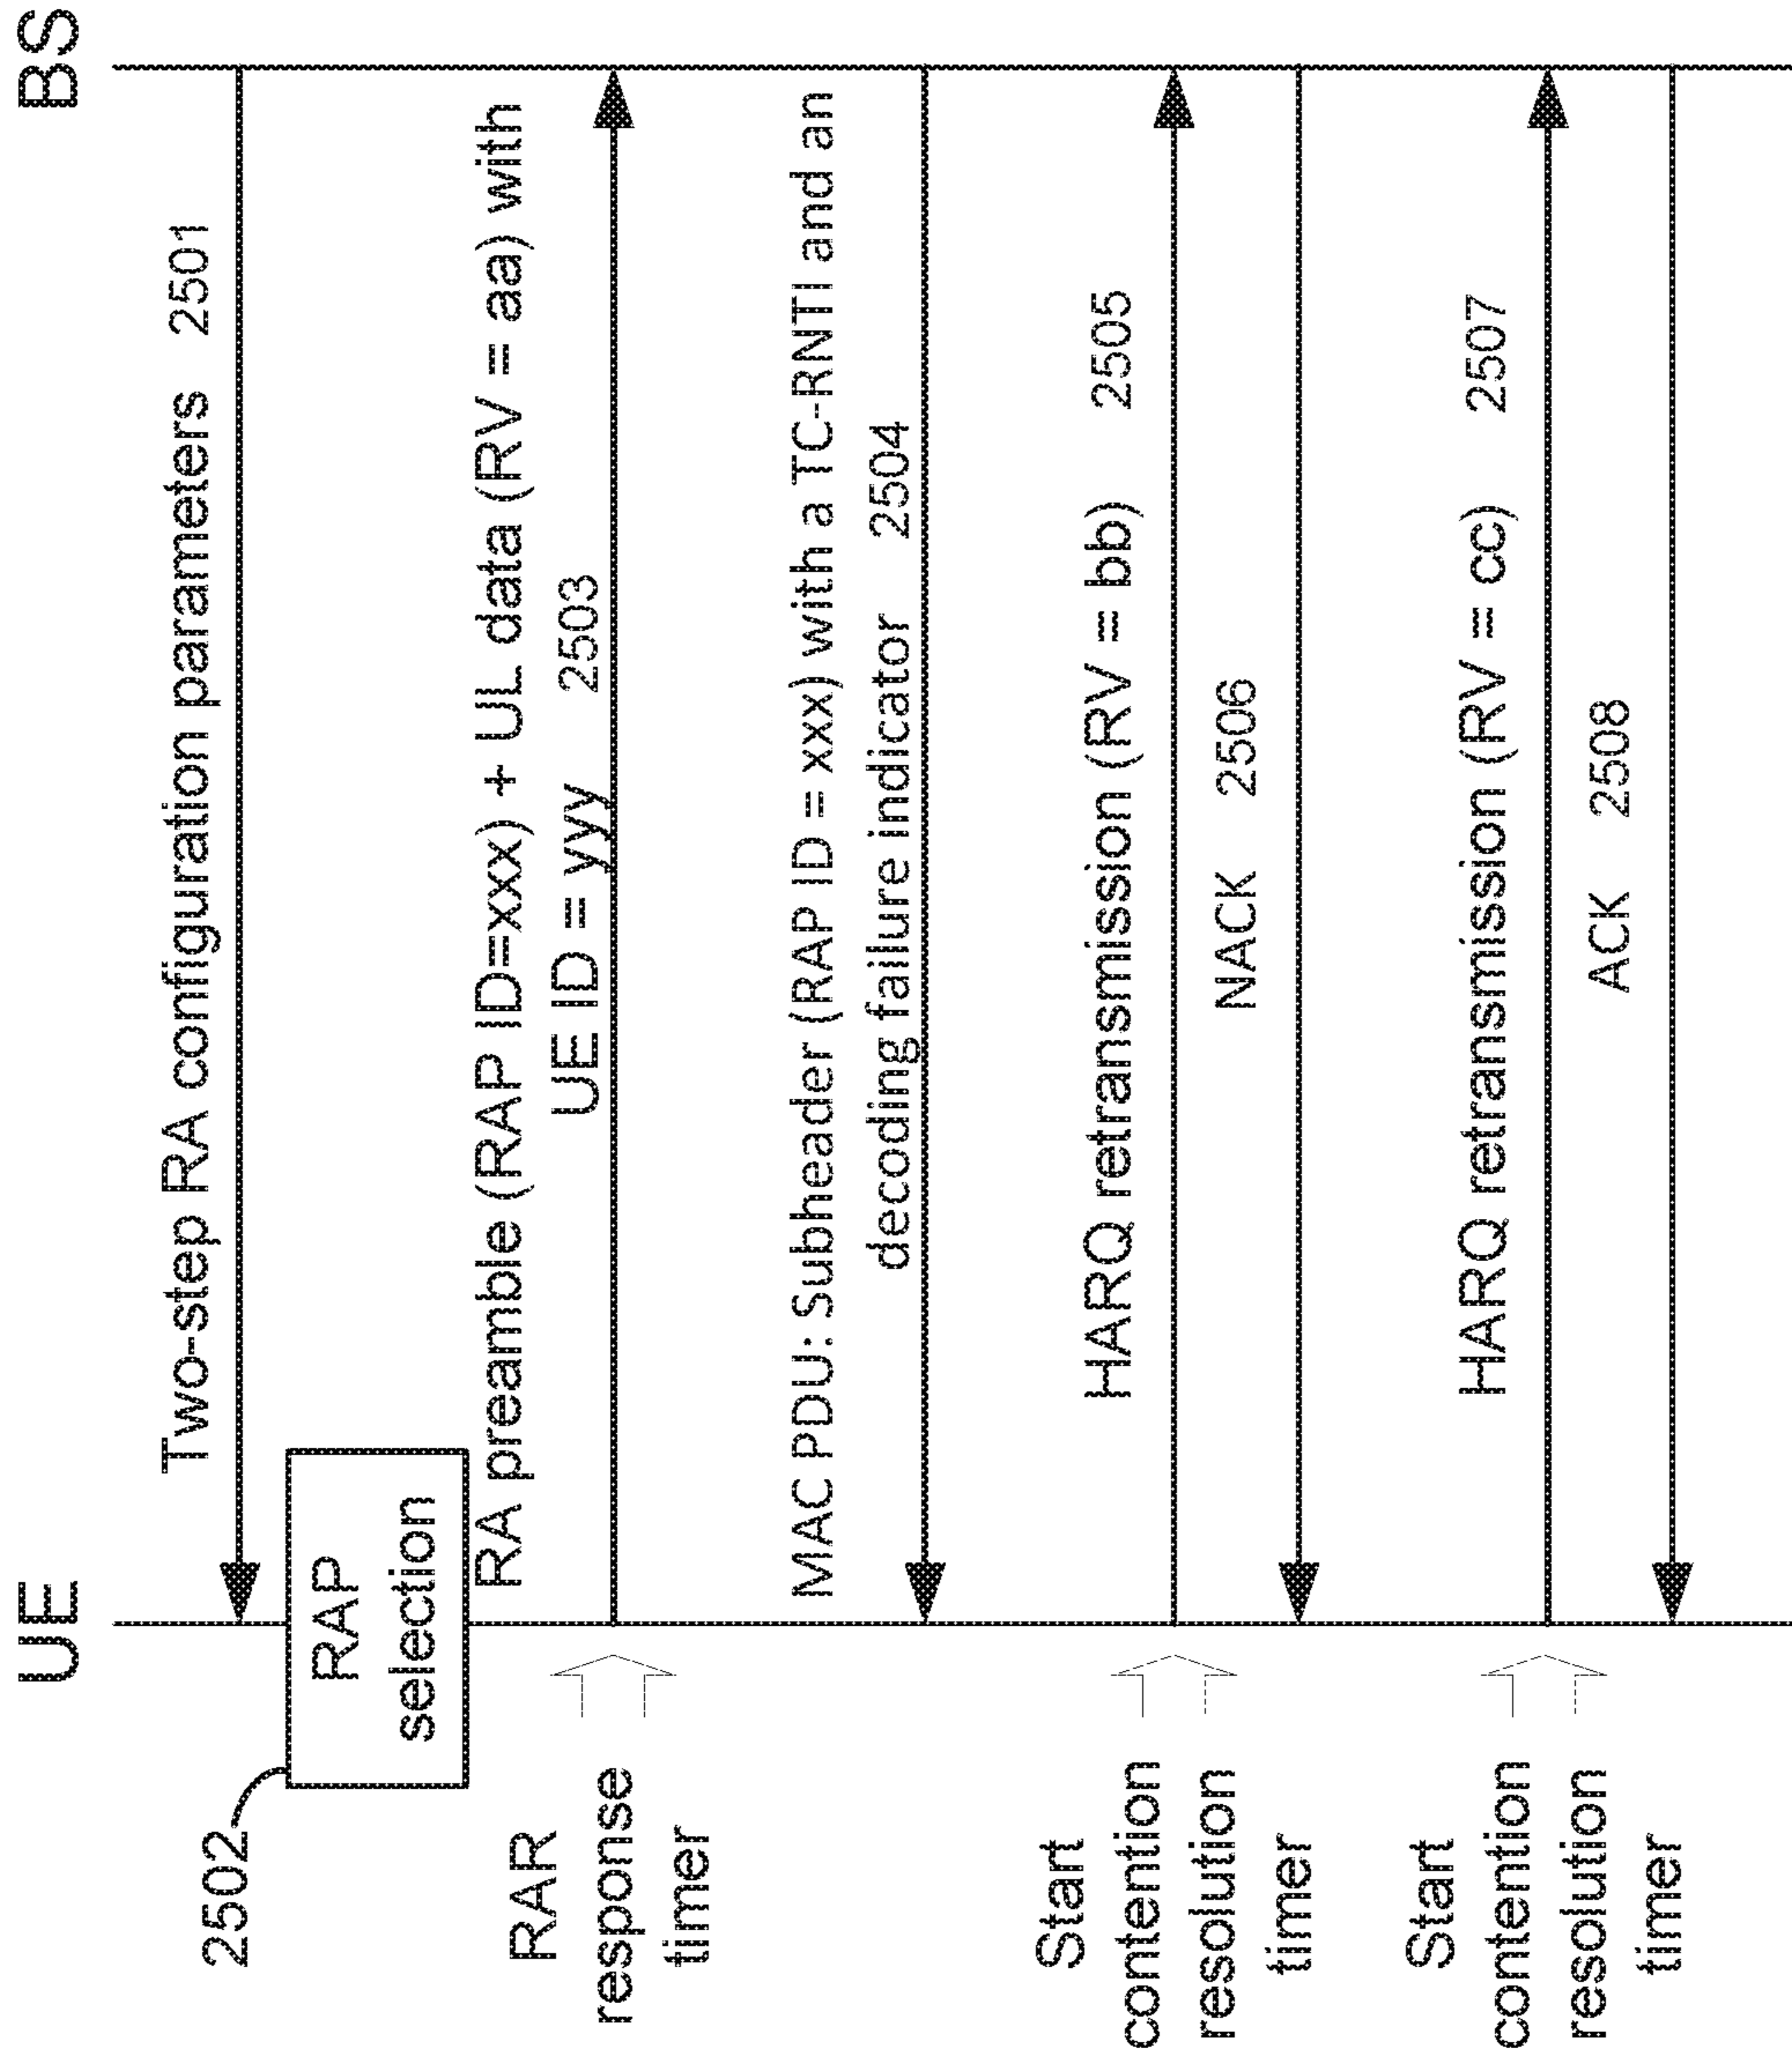 UE
BS
Two-step RA configuration parameters 2501
2502
RAP
selection
RA preamble (RAP ID=xxx) + UL data (RV = aa) with
UE ID = yyy 2503
RAR
response
timer
MAC PDU: Subheader (RAP ID = xxx) with a TC-RNTI and an
decoding failure indicator 2504
HARQ retransmission (RV = bb) 2505
Start
contention
resolution
timer
NACK 2506
HARQ retransmission (RV = cc) 2507
Start
contention
resolution
timer
ACK 2508